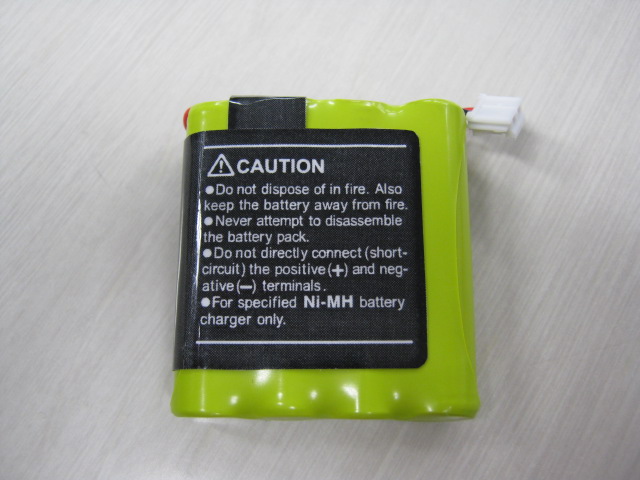 CAUTION
●Do not dispose of in fire. Also
keep the battery away from fire.
●Never attempt to disassemble
the battery pack.
●Do not directly connect (short-
circuit) the positive (+) and neg-
ative (−) terminals.
●For specified Ni-MH battery
charger only.